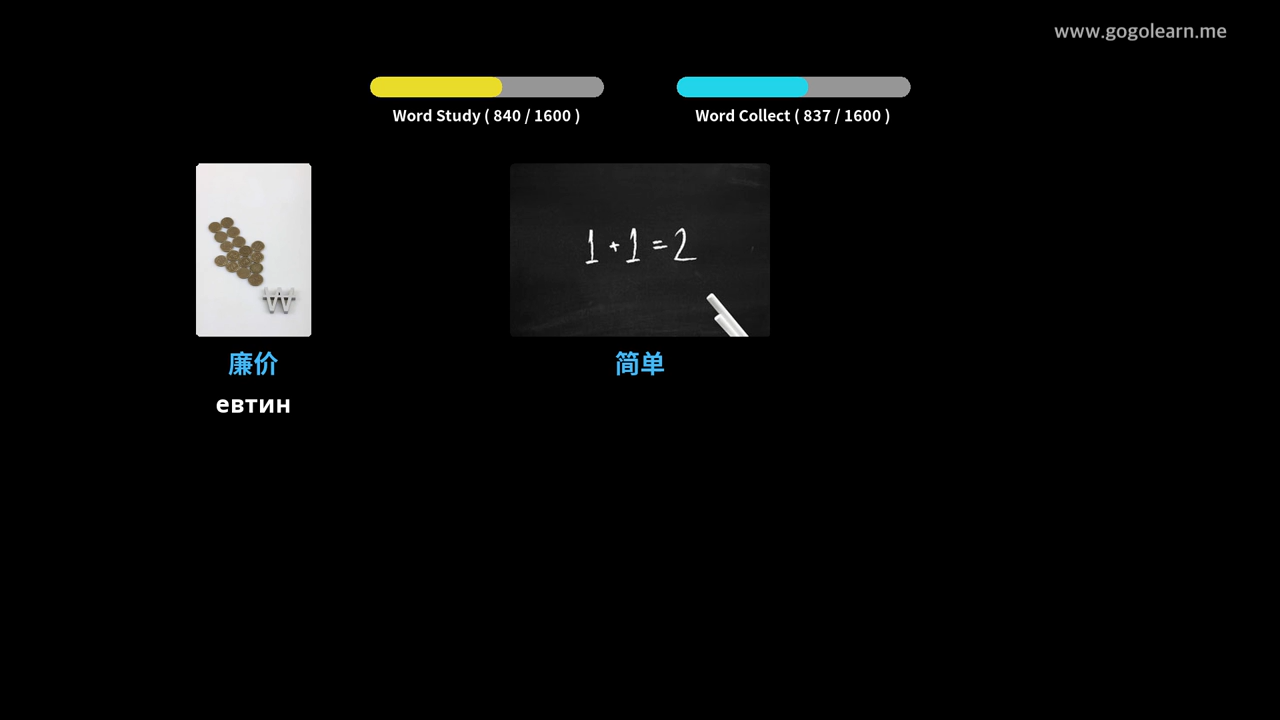 www.gogolearn.me
Word Study ( 840 / 1600 )
Word Collect ( 837 / 1600 )
1 + 1 = 2
廉价
简单
евтин